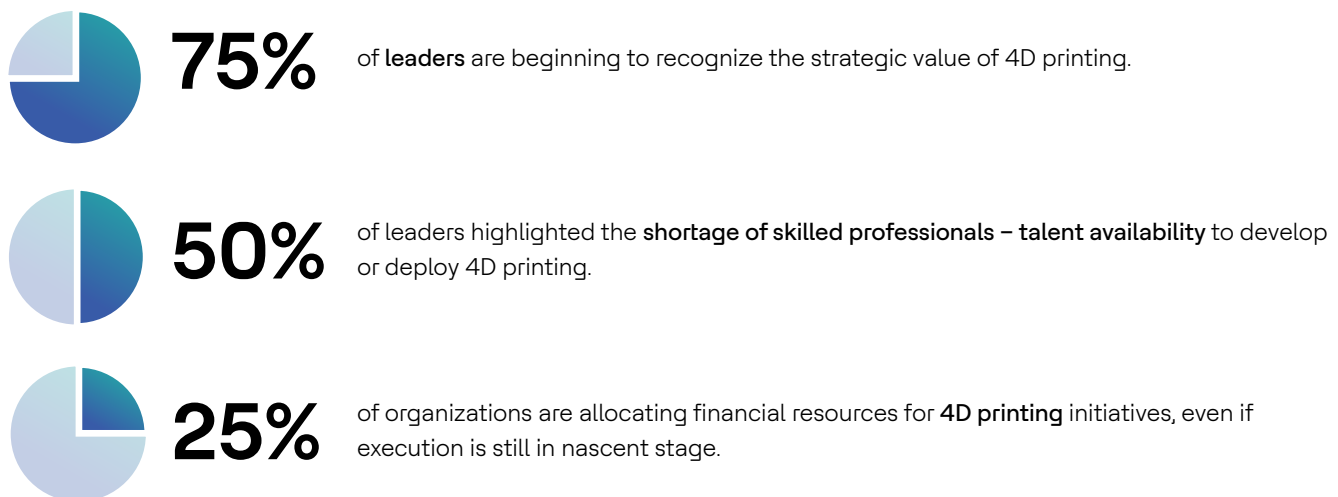 75%
of leaders are beginning to recognize the strategic value of 4D printing.
50%
of leaders highlighted the shortage of skilled professionals – talent availability to develop
or deploy 4D printing.
25%
of organizations are allocating financial resources for 4D printing initiatives, even if
execution is still in nascent stage.